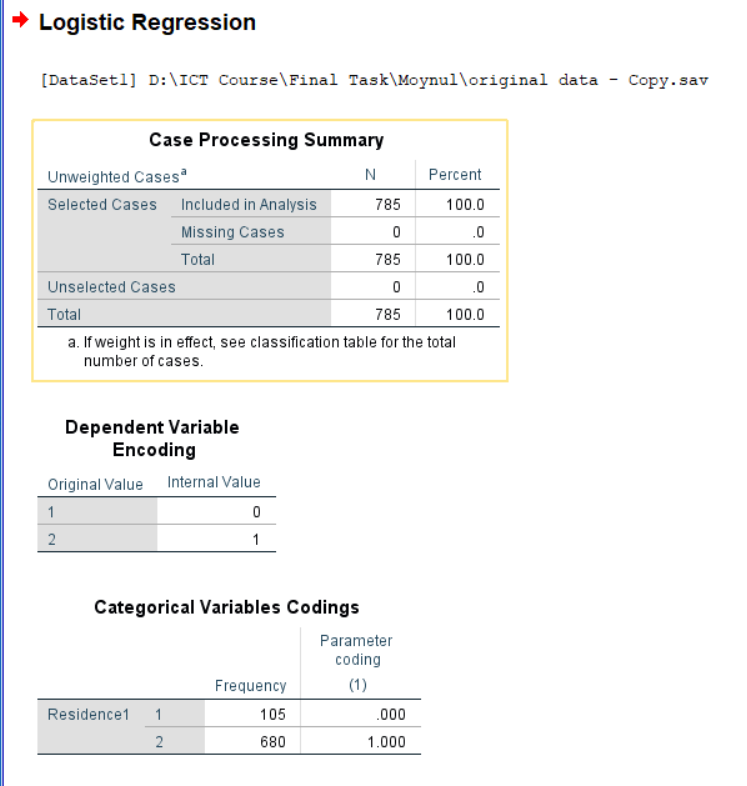 Logistic Regression
[DataSet1] D:\ICT Course\Final Task\Moynul\original data - Copy.sav
Case Processing Summary
Unweighted Casesa N Percent
Selected Cases Included in Analysis 785 100.0
Missing Cases 0 .0
Total 785 100.0
Unselected Cases 0 .0
Total 785 100.0
a. If weight is in effect, see classification table for the total
number of cases.
Dependent Variable
Encoding
Original Value Internal Value
1 0
2 1
Categorical Variables Codings
Parameter
coding
Frequency (1)
Residence1 1 105 .000
2 680 1.000